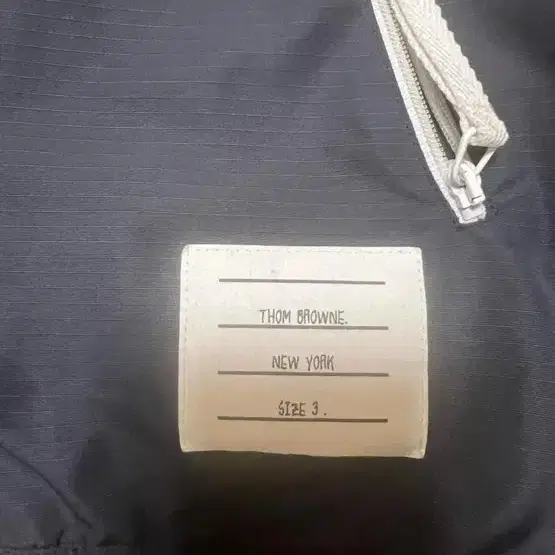 THOM BROWNE.
NEW YORK
SIZE 3 .